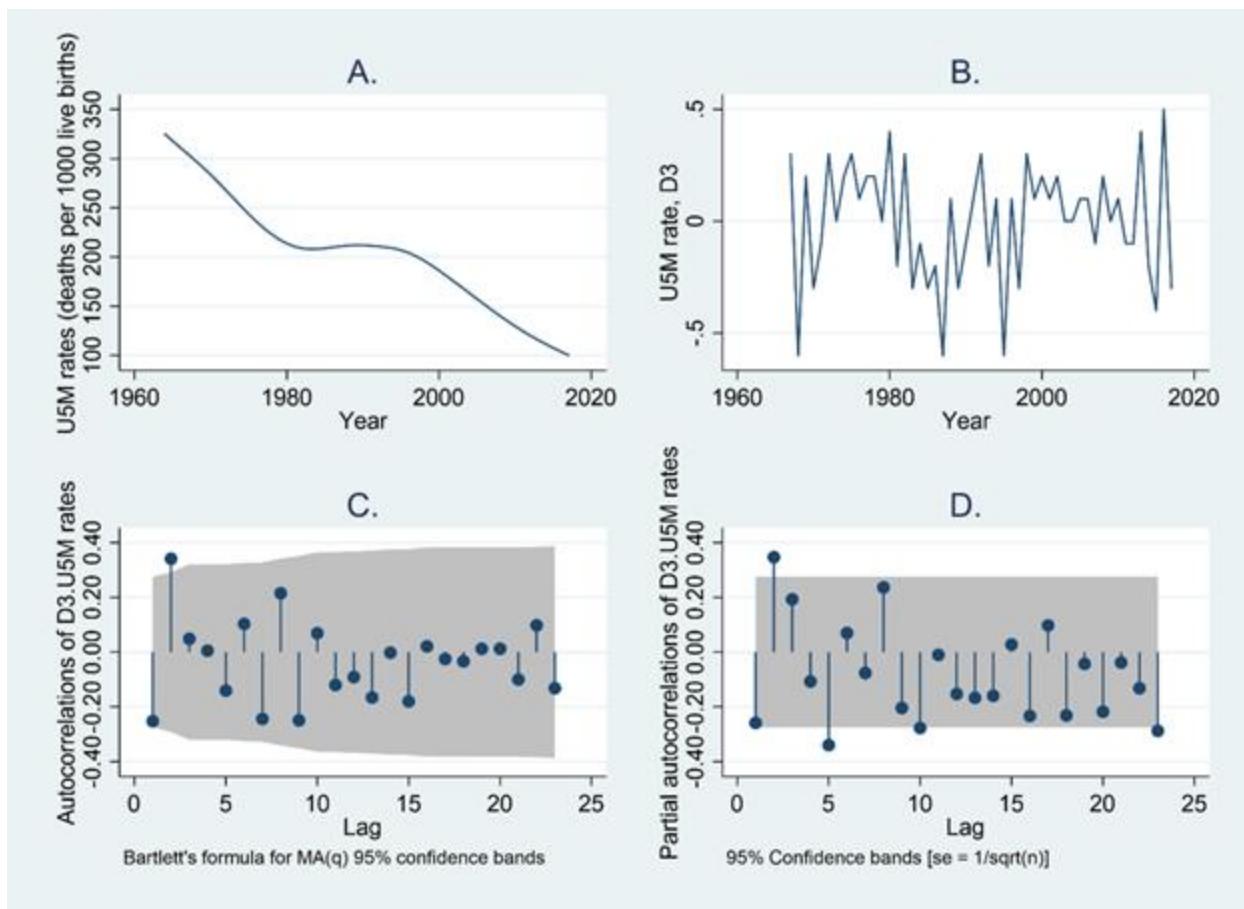 A.
U5M rates (deaths per 1000 live births)
350
300
250
200
150
100
1960 1980 2000 2020
Year
B.
U5M rate, D3
.5
0
-.5
1960 1980 2000 2020
Year
C.
Autocorrelations of D3.U5M rates
0.40
0.20
0.00
-0.20
-0.40
0 5 10 15 20 25
Lag
Bartlett's formula for MA(q) 95% confidence bands
D.
Partial autocorrelations of D3.U5M rates
0.40
0.20
0.00
-0.20
-0.40
0 5 10 15 20 25
Lag
95% Confidence bands [se = 1/sqrt(n)]